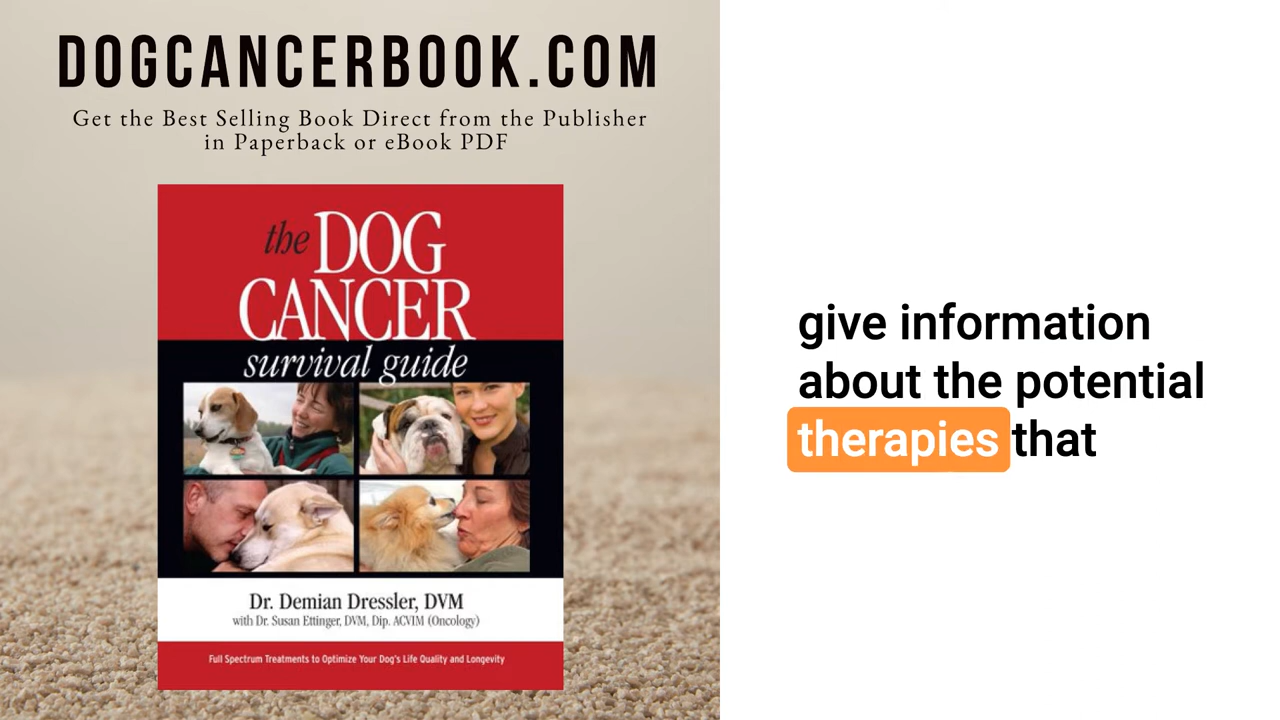 DOGCANCERBOOK.COM
Get the Best Selling Book Direct from the Publisher
in Paperback or eBook PDF
the DOG
CANCER
survival guide
Dr. Demian Dressler, DVM
with Dr. Susan Ettinger, DVM, Dip. ACVIM (Oncology)
Full Spectrum Treatments to Optimize Your Dog's Life Quality and Longevity
give information
about the potential
therapies that